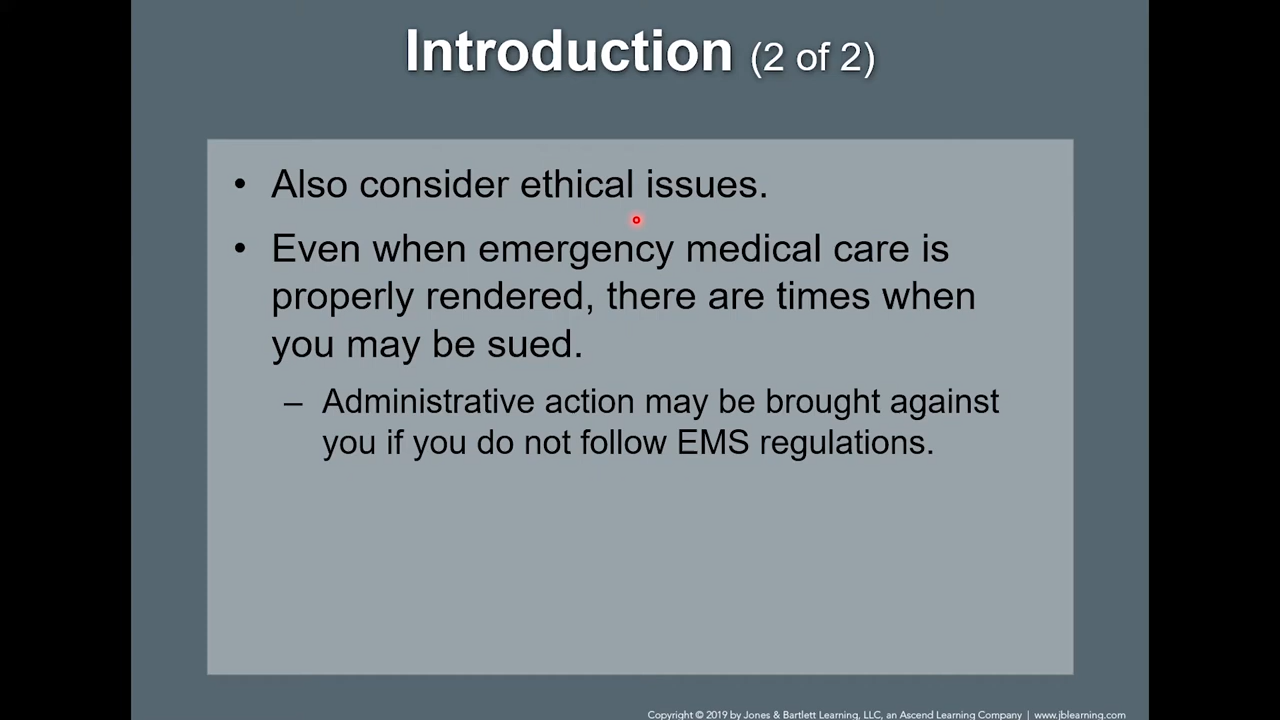 Introduction (2 of 2)
• Also consider ethical issues.
• Even when emergency medical care is
properly rendered, there are times when
you may be sued.
– Administrative action may be brought against
you if you do not follow EMS regulations.
Copyright © 2019 by Jones & Bartlett Learning, LLC, an Ascend Learning Company | www.jblearning.com